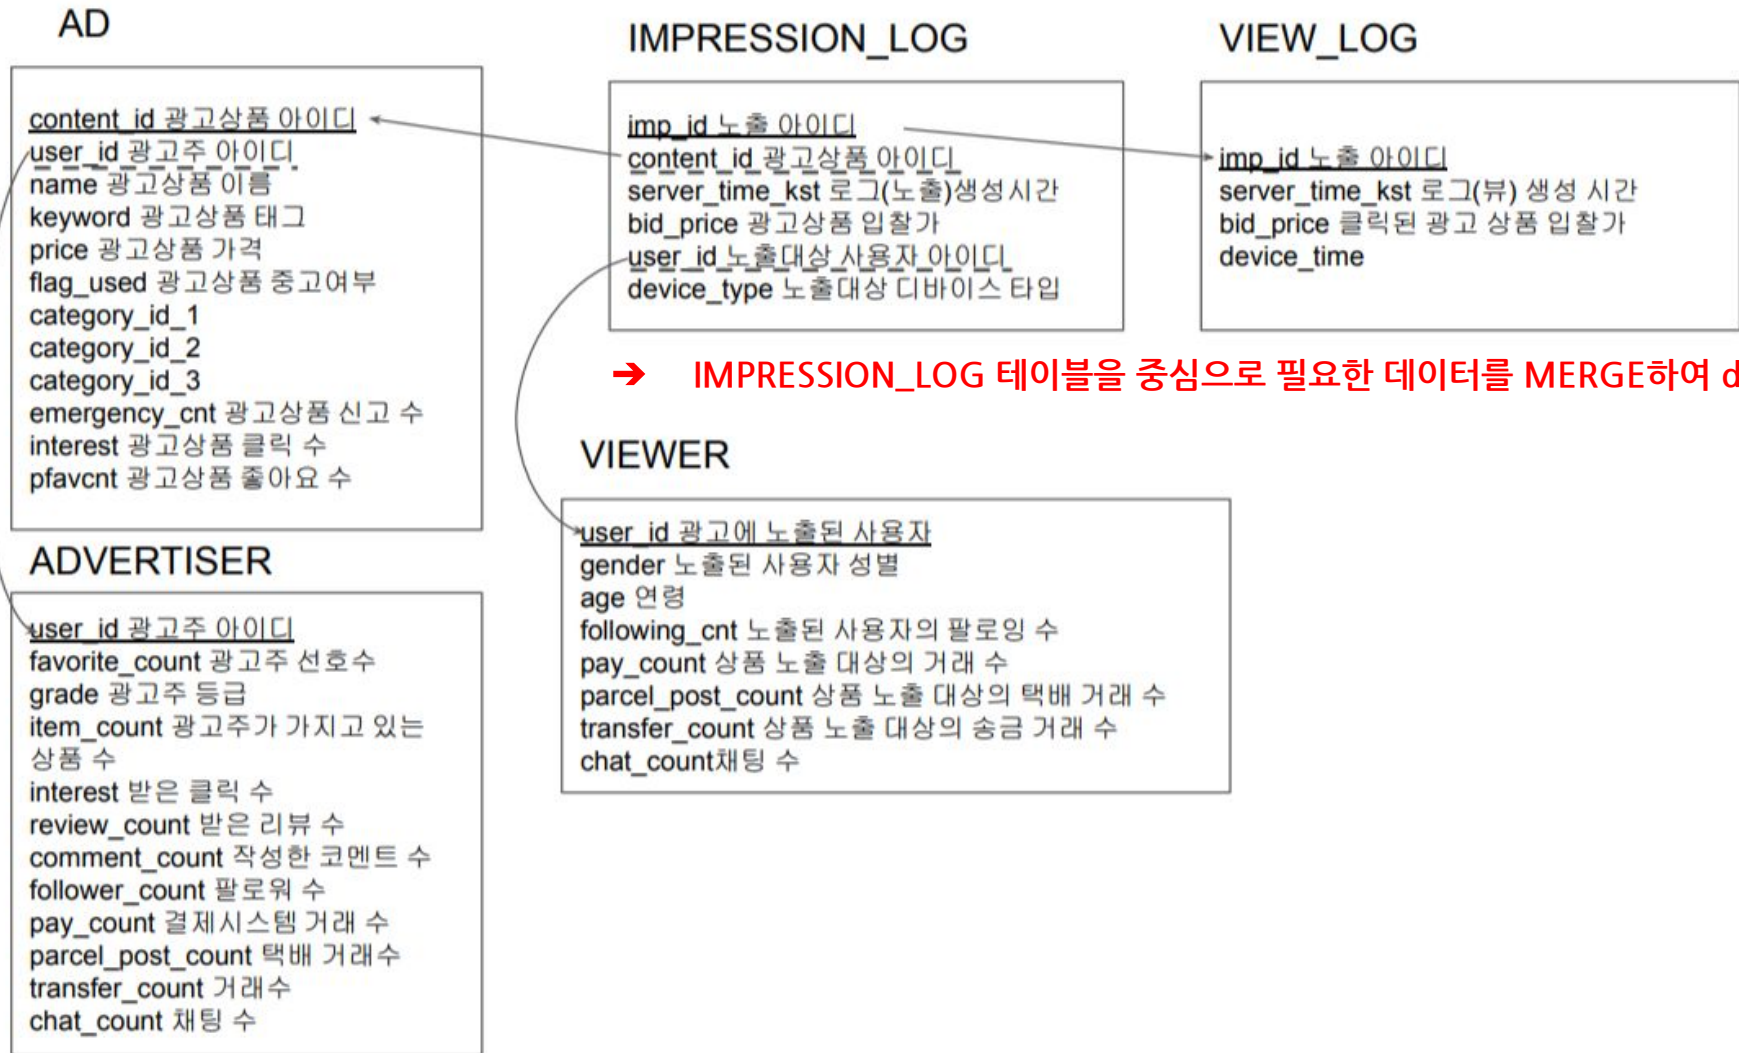 AD
content_id 광고상품 아이디
user_id 광고주 아이디
name 광고상품 이름
keyword 광고상품 태그
price 광고상품 가격
flag_used 광고상품 중고여부
category_id_1
category_id_2
category_id_3
emergency_cnt 광고상품 신고 수
interest 광고상품 클릭 수
pfavcnt 광고상품 좋아요 수
ADVERTISER
user_id 광고주 아이디
favorite_count 광고주 선호수
grade 광고주 등급
item_count 광고주가 가지고 있는
상품 수
interest 받은 클릭 수
review_count 받은 리뷰 수
comment_count 작성한 코멘트 수
follower_count 팔로워 수
pay_count 결제시스템 거래 수
parcel_post_count 택배 거래수
transfer_count 거래수
chat_count 채팅 수
IMPRESSION_LOG
imp_id 노출 아이디
content_id 광고상품 아이디
server_time_kst 로그(노출)생성시간
bid_price 광고상품 입찰가
user_id 노출대상 사용자 아이디
device_type 노출대상 디바이스 타입
VIEW_LOG
imp_id 노출 아이디
server_time_kst 로그(뷰) 생성 시간
bid_price 클릭된 광고 상품 입찰가
device_time
➔ IMPRESSION_LOG 테이블을 중심으로 필요한 데이터를 MERGE하여 d
VIEWER
user_id 광고에 노출된 사용자
gender 노출된 사용자 성별
age 연령
following_cnt 노출된 사용자의 팔로잉 수
pay_count 상품 노출 대상의 거래 수
parcel_post_count 상품 노출 대상의 택배 거래 수
transfer_count 상품 노출 대상의 송금 거래 수
chat_count채팅 수